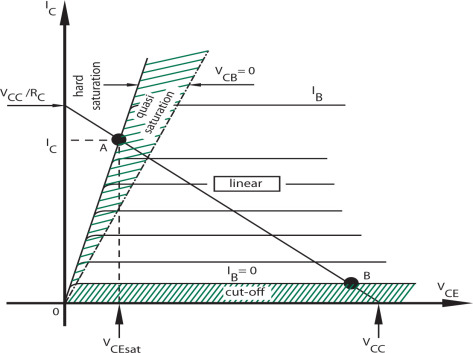 I_C
hard
saturation
V_CB = 0
quasi
saturation
V_CC /R_C
I_B
I_C
A
linear
I_B = 0
B
cut-off
V_CE
0
V_CEsat
V_CC